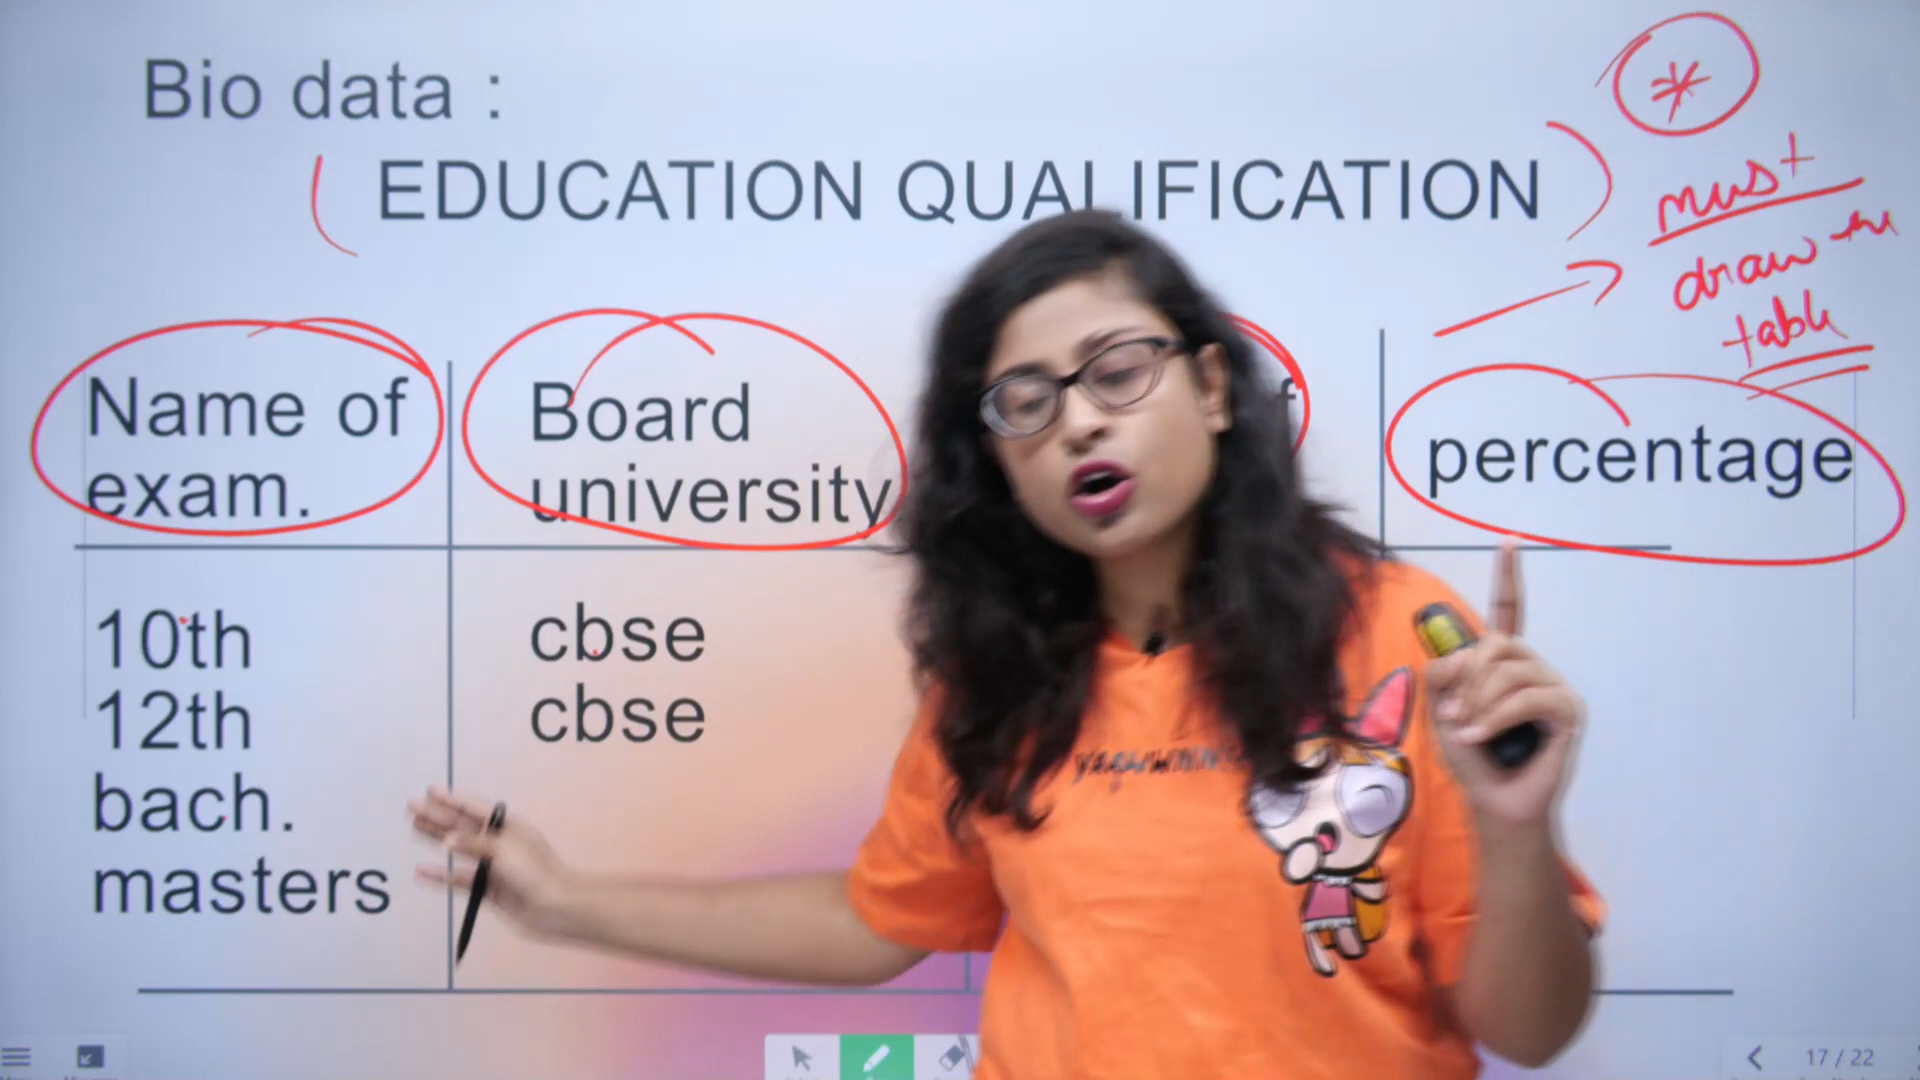 Bio data :
EDUCATION QUALIFICATION
*
must
draw the
table
Name of
exam.
Board
university
percentage
10th
cbse
12th
cbse
bach.
masters
17 / 22